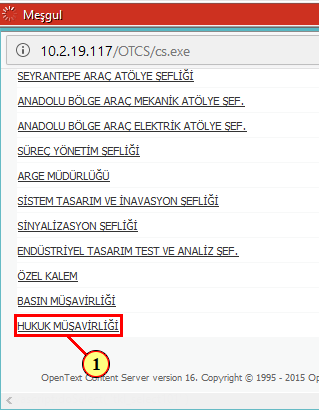 Meşgul
10.2.19.117/OTCS/cs.exe
SEYRANTEPE ARAÇ ATÖLYE ŞEFLİĞİ
ANADOLU BÖLGE ARAÇ MEKANİK ATÖLYE ŞEF.
ANADOLU BÖLGE ARAÇ ELEKTRİK ATÖLYE ŞEF.
SÜREÇ YÖNETİM ŞEFLİĞİ
ARGE MÜDÜRLÜĞÜ
SİSTEM TASARIM VE İNAVASYON ŞEFLİĞİ
SİNYALİZASYON ŞEFLİĞİ
ENDÜSTRİYEL TASARIM TEST VE ANALİZ ŞEF.
ÖZEL KALEM
BASIN MÜŞAVİRLİĞİ
HUKUK MÜŞAVİRLİĞİ
1
OpenText Content Server version 16. Copyright © 1995 - 2015 Op